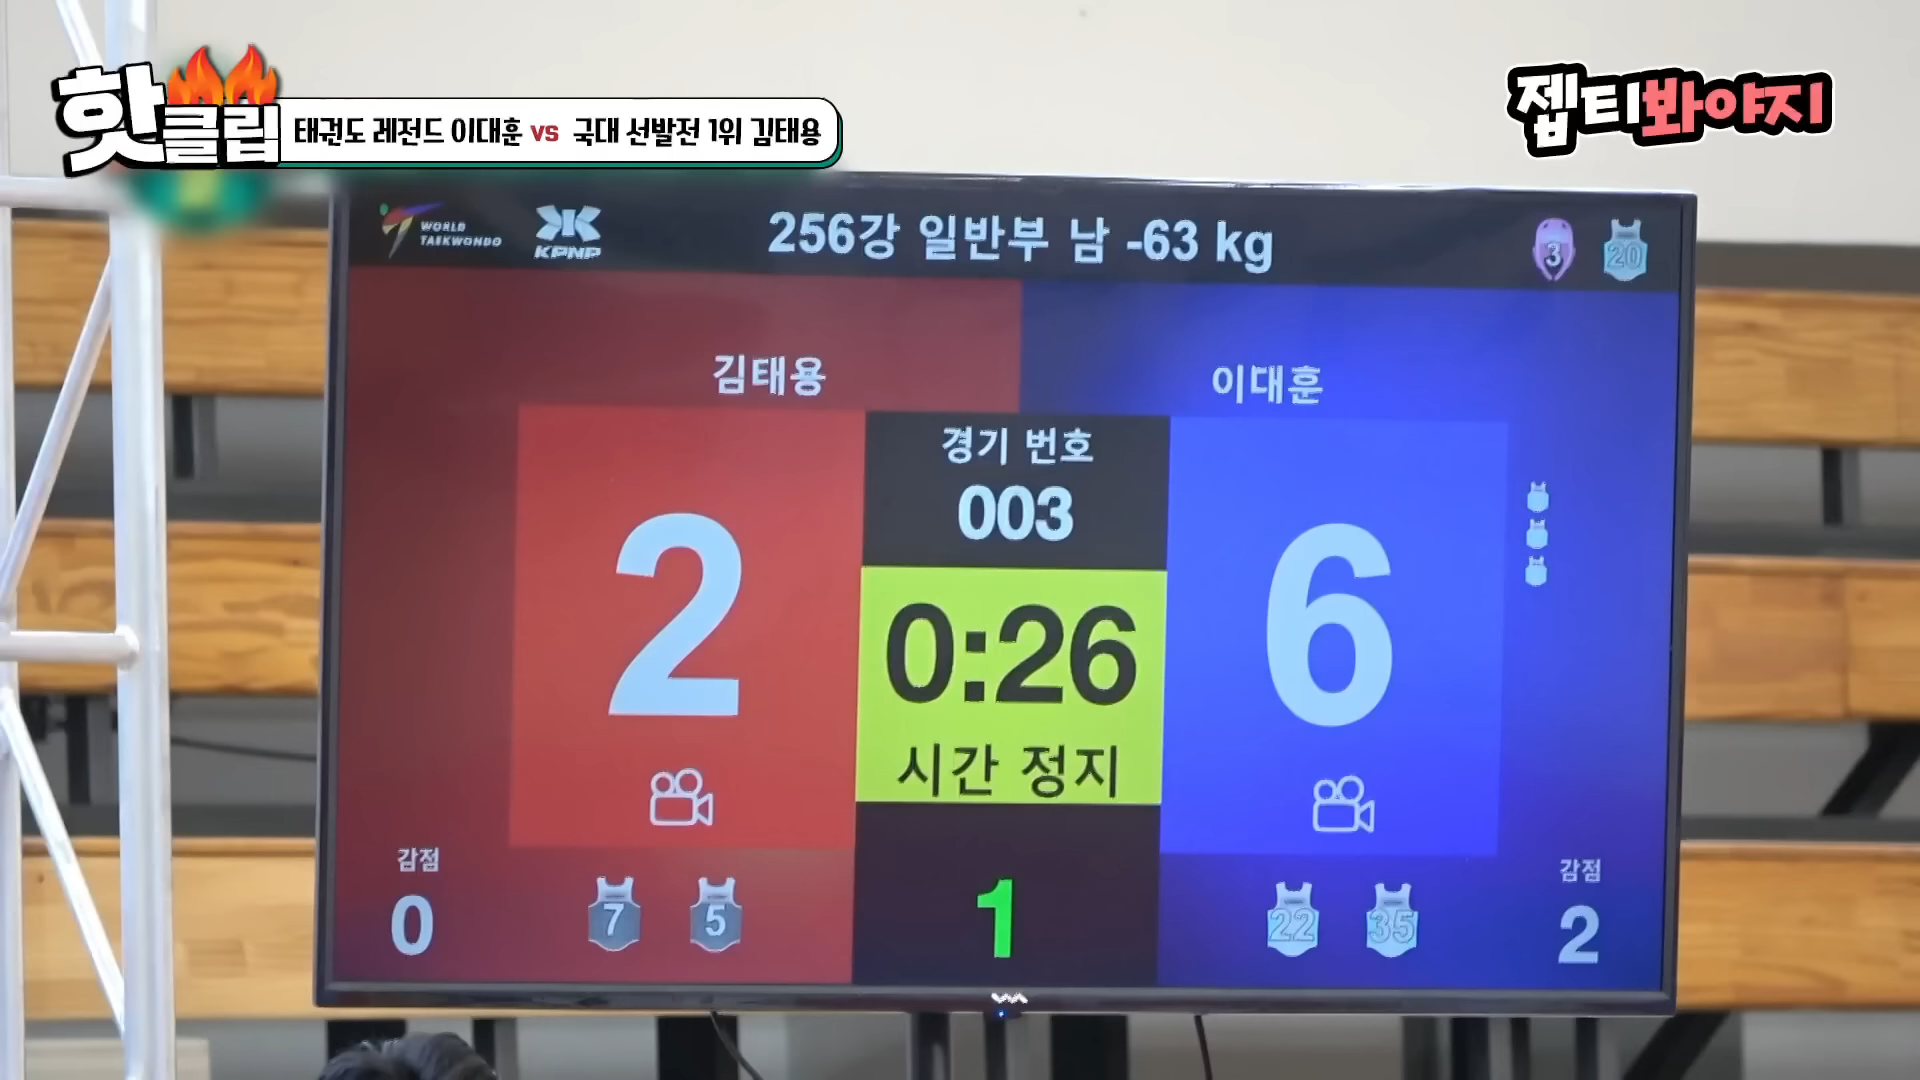 핫클립
태권도 레전드 이대훈 vs 국대 선발전 1위 김태용
젭티봐야지
WORLD TAEKWONDO
KPNP
256강 일반부 남 -63 kg
3
20
김태용
이대훈
경기 번호
003
2
0:26
6
시간 정지
감점
0
7
5
1
22
35
감점
2